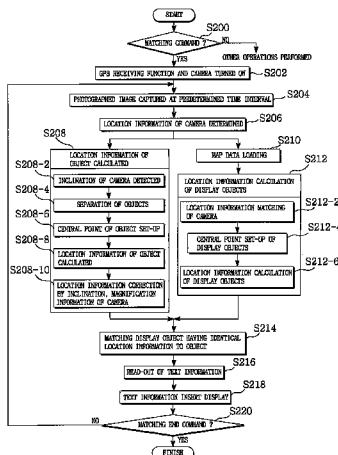 START
S200
MATCHING COMMAND ?
NO
OTHER OPERATIONS PERFORMED
YES
S202
GPS RECEIVING FUNCTION AND CAMERA TURNED ON
S204
PHOTOGRAPHED IMAGE CAPTURED AT PREDETERMINED TIME INTERVAL
S206
LOCATION INFORMATION OF CAMERA DETERMINED
S208
LOCATION INFORMATION OF
OBJECT CALCULATED
S208-2
INCLINATION OF CAMERA DETECTED
S208-4
SEPARATION OF OBJECTS
S208-6
CENTRAL POINT OF OBJECT SET-UP
S208-8
LOCATION INFORMATION OF OBJECT
CALCULATED
S208-10
LOCATION INFORMATION CORRECTION
BY INCLINATION, MAGNIFICATION
INFORMATION OF CAMERA
S210
MAP DATA LOADING
S212
LOCATION INFORMATION CALCULATION
OF DISPLAY OBJECTS
S212-2
LOCATION INFORMATION MATCHING
OF CAMERA
S212-4
CENTRAL POINT SET-UP OF
DISPLAY OBJECTS
S212-6
LOCATION INFORMATION CALCULATION
OF DISPLAY OBJECTS
S214
MATCHING DISPLAY OBJECT HAVING IDENTICAL
LOCATION INFORMATION TO OBJECT
S216
READ-OUT OF TEXT INFORMATION
S218
TEXT INFORMATION INSERT DISPLAY
S220
NO
MATCHING END COMMAND ?
YES
FINISH